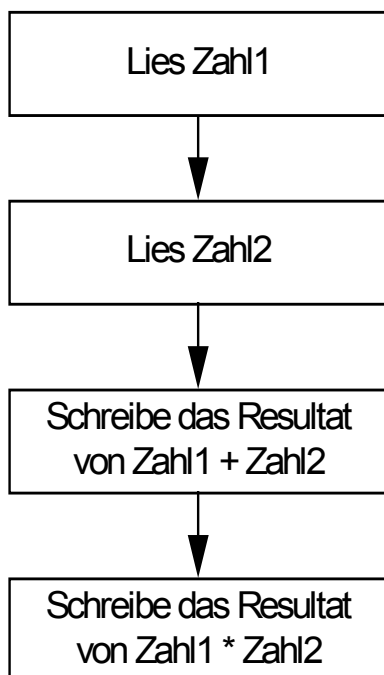 Lies Zahl1
Lies Zahl2
Schreibe das Resultat
von Zahl1 + Zahl2
Schreibe das Resultat
von Zahl1 * Zahl2